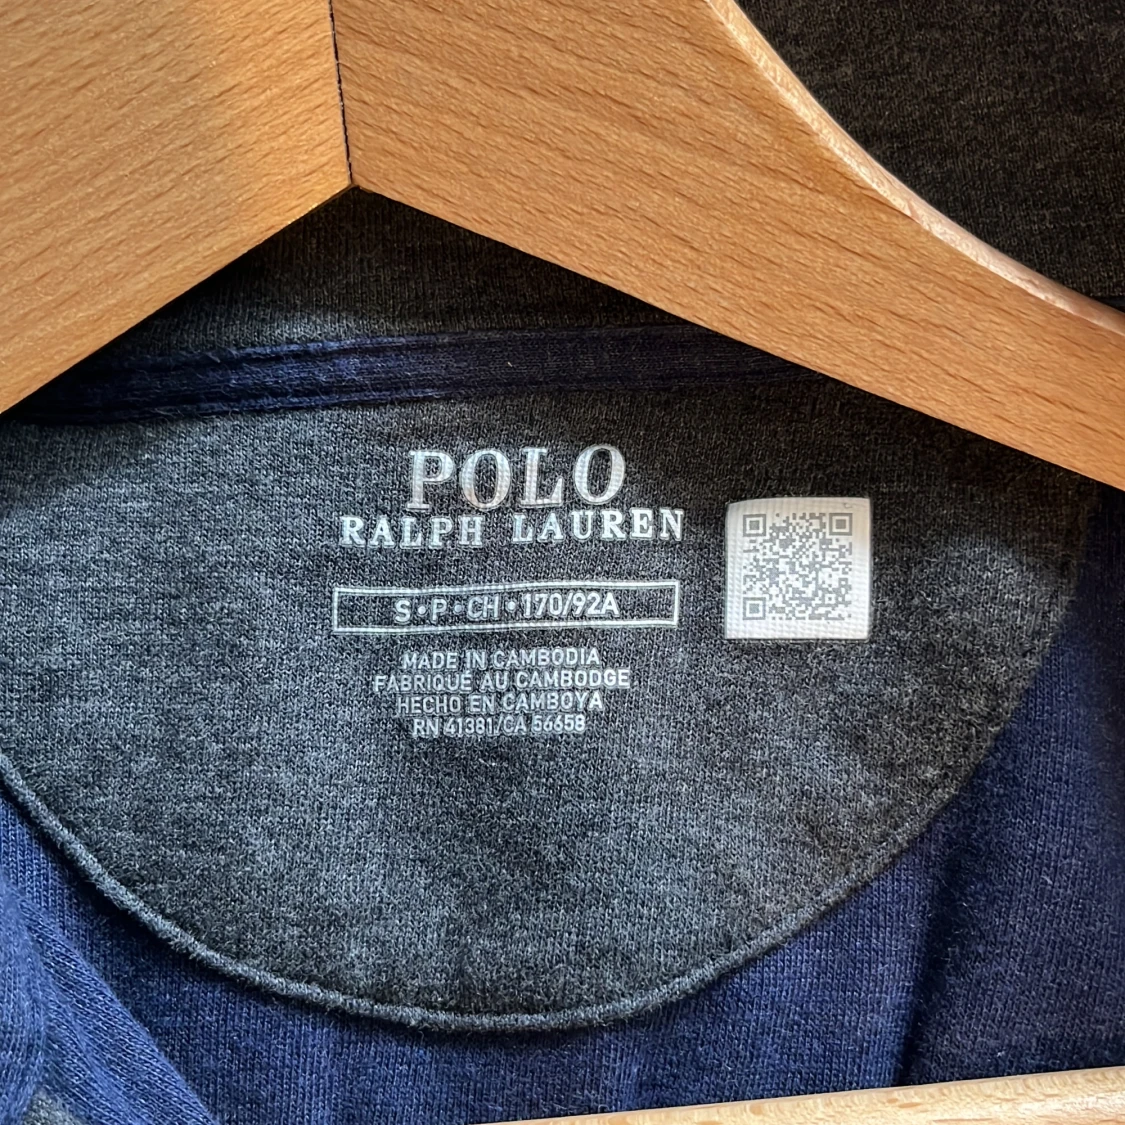 POLO
RALPH LAUREN
S•P•CH•170/92A
MADE IN CAMBODIA
FABRIQUÉ AU CAMBODGE
HECHO EN CAMBOYA
RN 41381/CA 56658